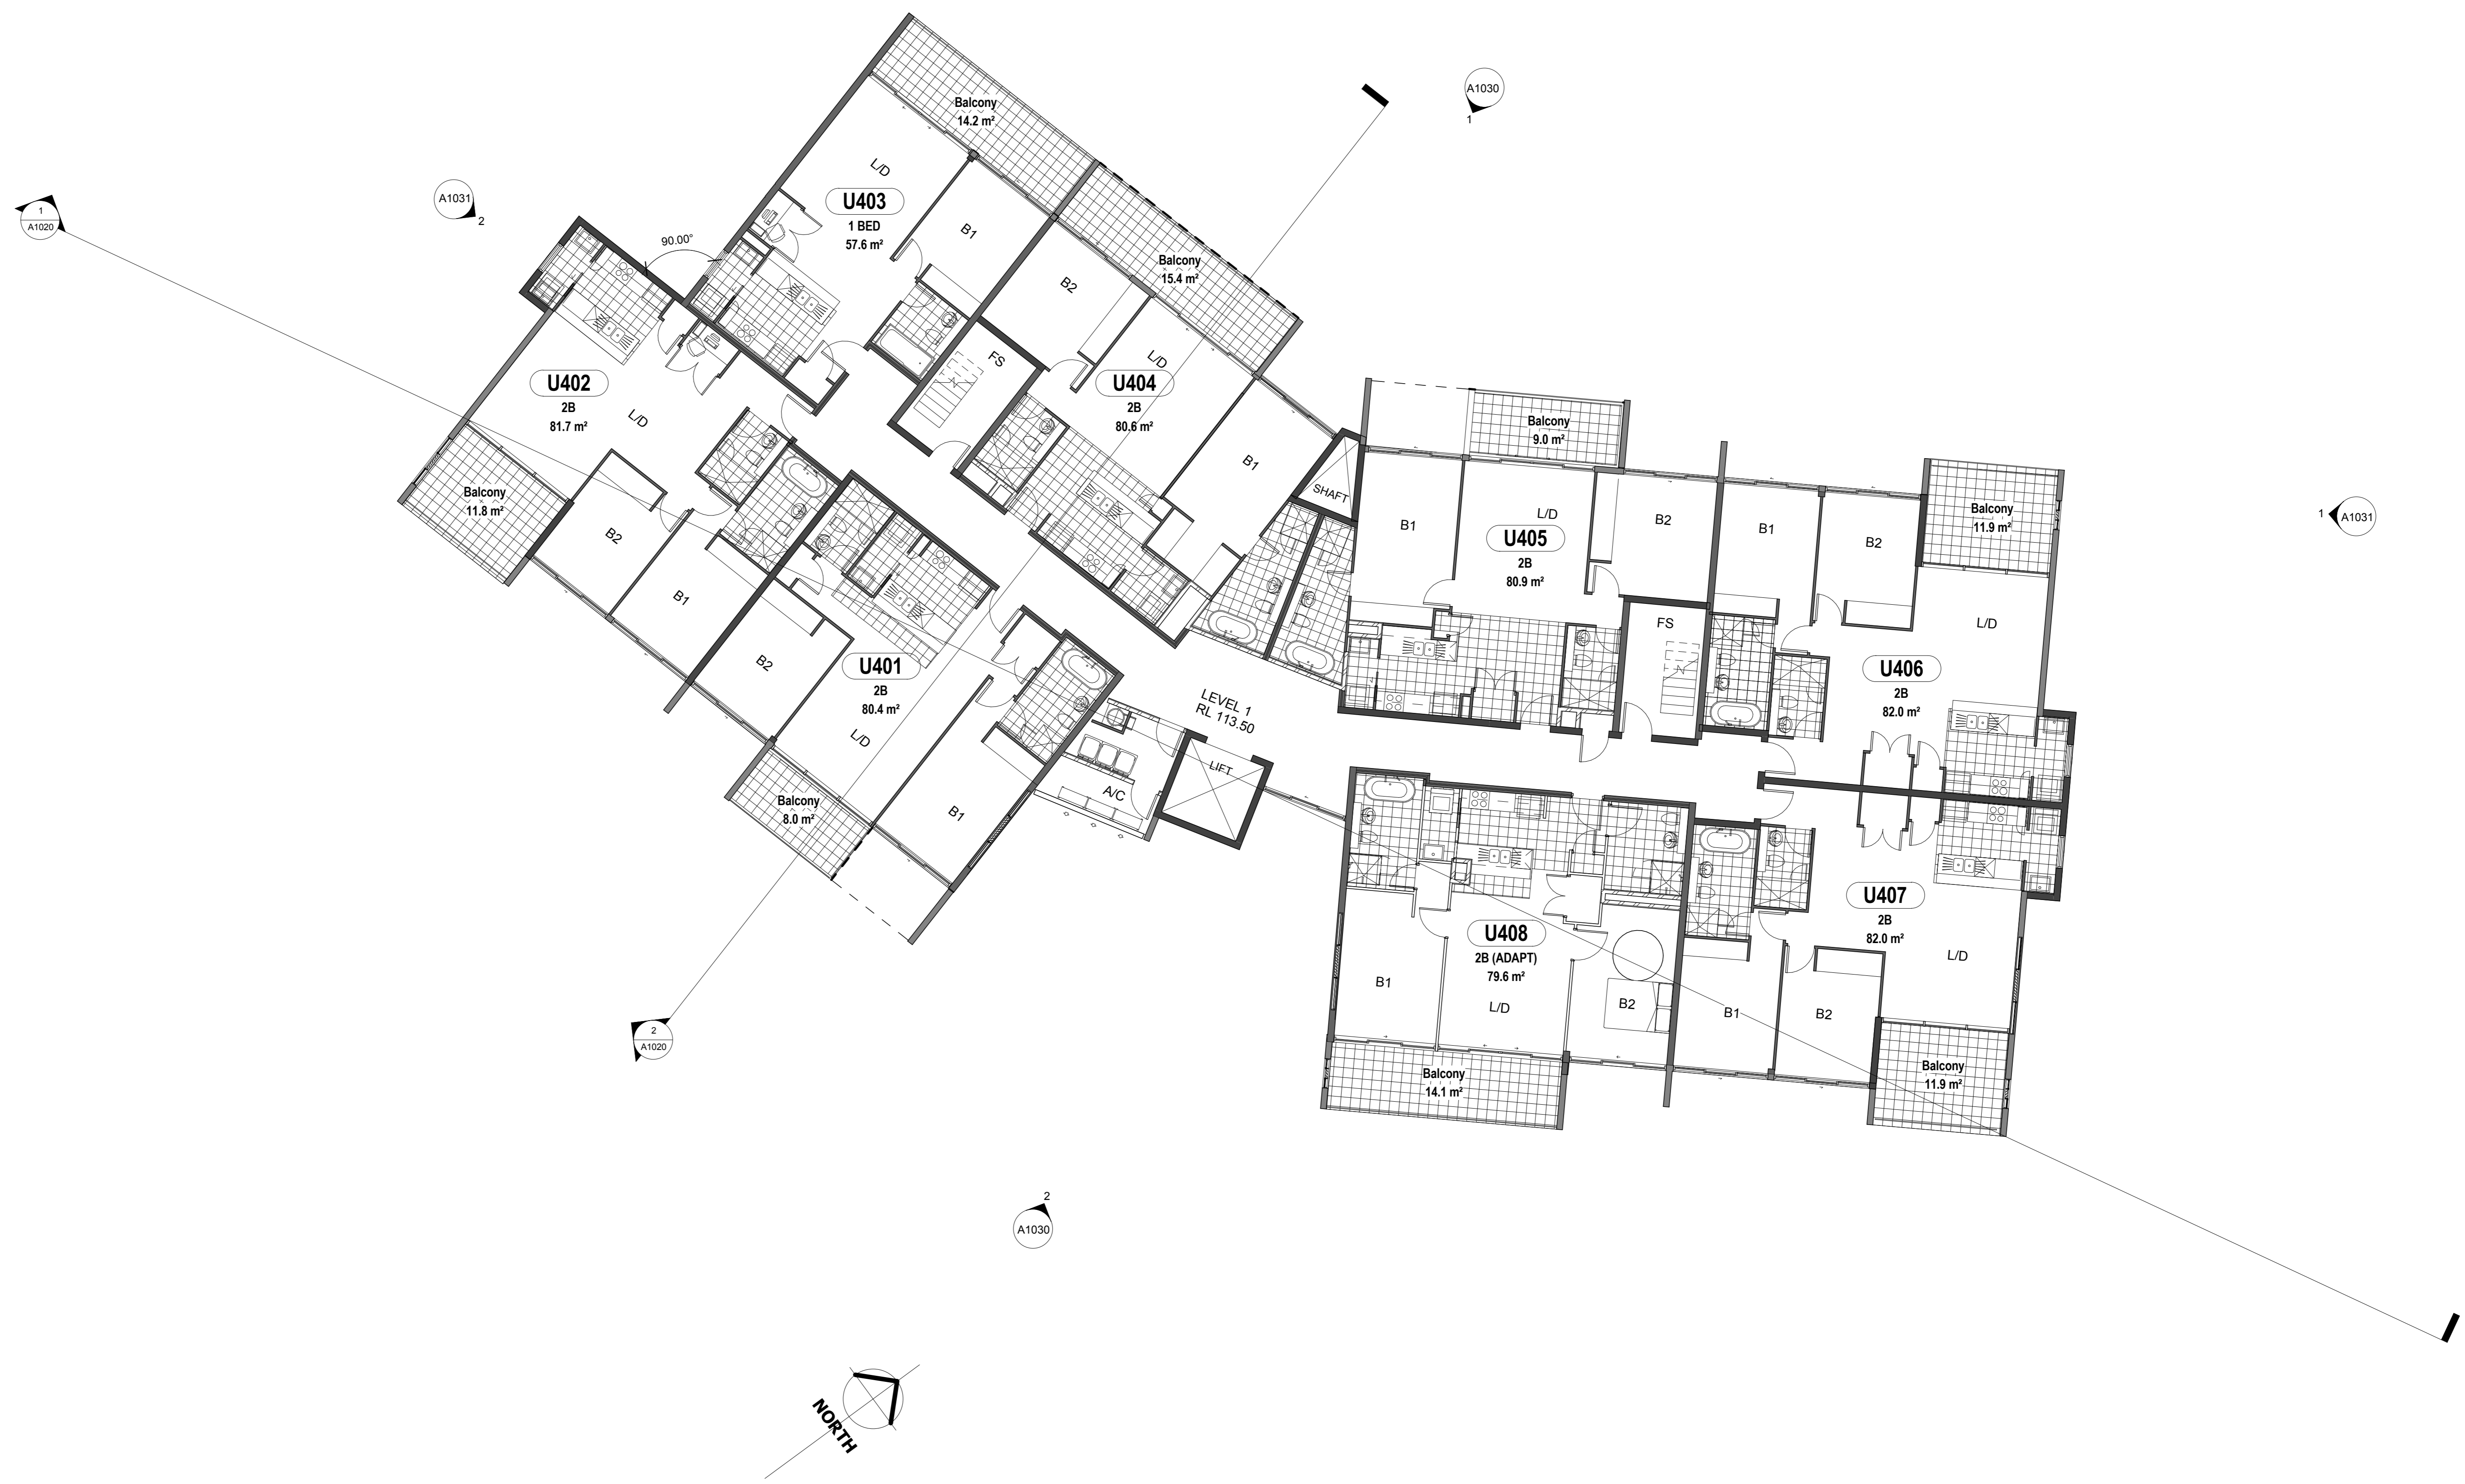 A1030
1
1
A1020
A1031
2
Balcony
14.2 m²
L/D
U403
1 BED
57.6 m²
B1
90.00°
Balcony
15.4 m²
B2
L/D
U404
2B
80.6 m²
B1
FS
U402
2B
81.7 m²
L/D
Balcony
11.8 m²
B2
B1
SHAFT
Balcony
9.0 m²
B1
L/D
U405
2B
80.9 m²
B2
FS
B1
B2
Balcony
11.9 m²
L/D
U406
2B
82.0 m²
1
A1031
B2
U401
2B
80.4 m²
L/D
B1
Balcony
8.0 m²
LEVEL 1
RL 113.50
LIFT
A/C
U408
2B (ADAPT)
79.6 m²
B1
L/D
B2
Balcony
14.1 m²
U407
2B
82.0 m²
L/D
B1
B2
Balcony
11.9 m²
2
A1020
2
A1030
NORTH